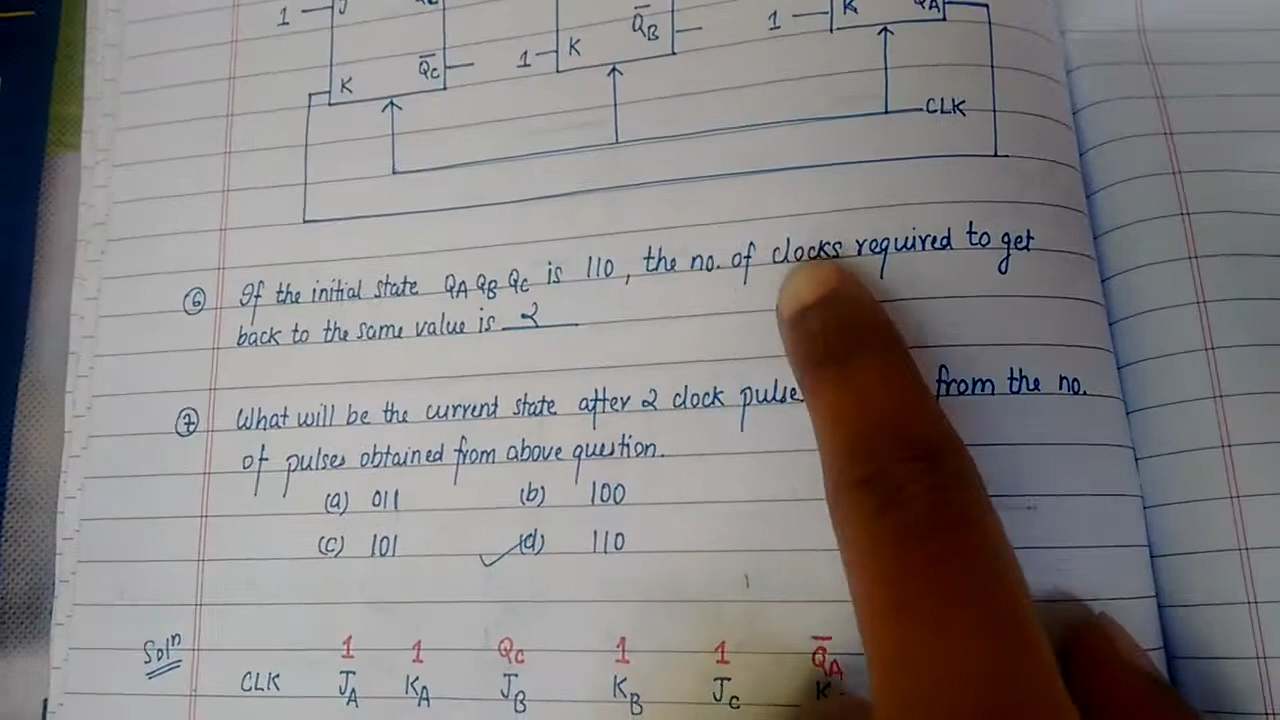 1 J
K Q̄C
1 K Q̄B
1 K QA
CLK
⑥ If the initial state QA QB QC is 110, the no. of clocks required to get
back to the same value is 2
⑦ What will be the current state after 2 clock pulse from the no.
of pulses obtained from above question.
(a) 011 (b) 100
(c) 101 (d) 110
Solⁿ 1 1 QC 1 1 Q̄A
CLK JA KA JB KB JC K